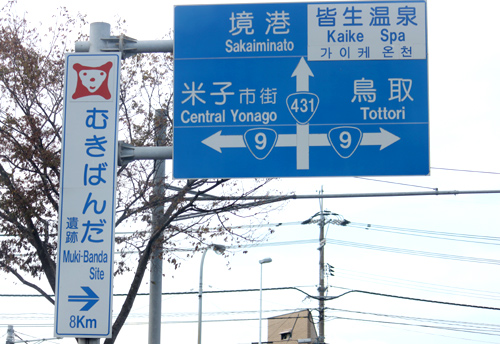 境港
Sakaiminato
皆生温泉
Kaike Spa
가이케 온천
米子市街
Central Yonago
431
鳥取
Tottori
9
9
むきばんだ
遺跡
Muki-Banda
Site
8Km